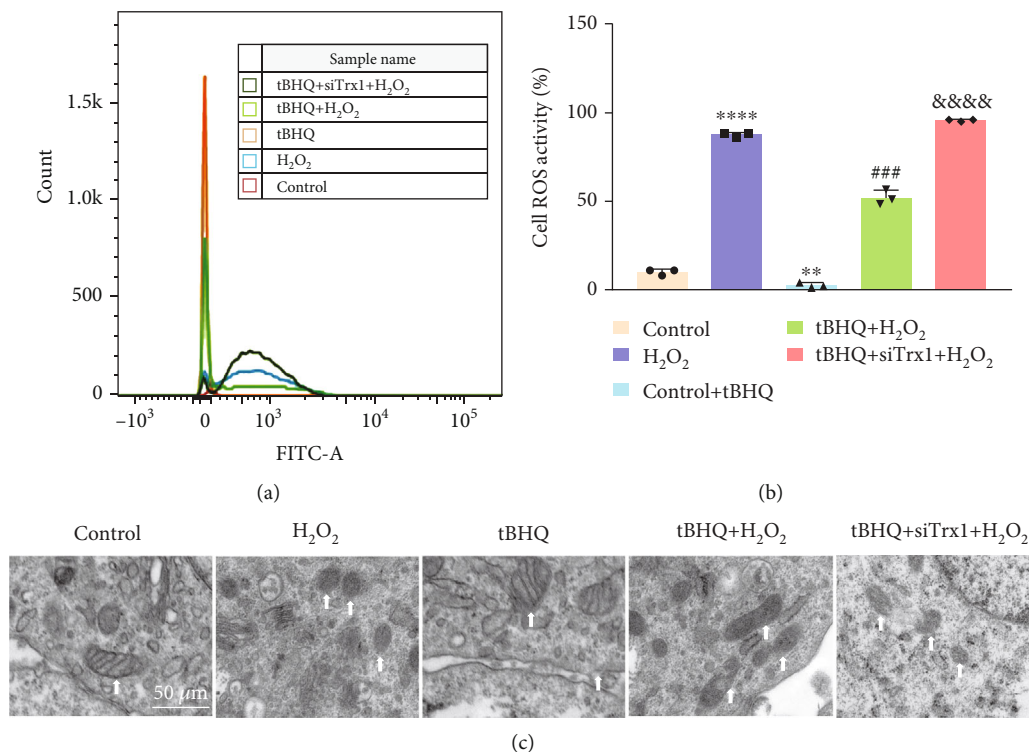 Count
1.5k
1.0k
500
0
Sample name
tBHQ+siTrx1+H₂O₂
tBHQ+H₂O₂
tBHQ
H₂O₂
Control
–10³ 0 10³ 10⁴ 10⁵
FITC-A
(a)
Cell ROS activity (%)
150
100
50
0
****
**
###
&&&&
Control
H₂O₂
Control+tBHQ
tBHQ+H₂O₂
tBHQ+siTrx1+H₂O₂
(b)
Control H₂O₂ tBHQ tBHQ+H₂O₂ tBHQ+siTrx1+H₂O₂
50 μm
(c)